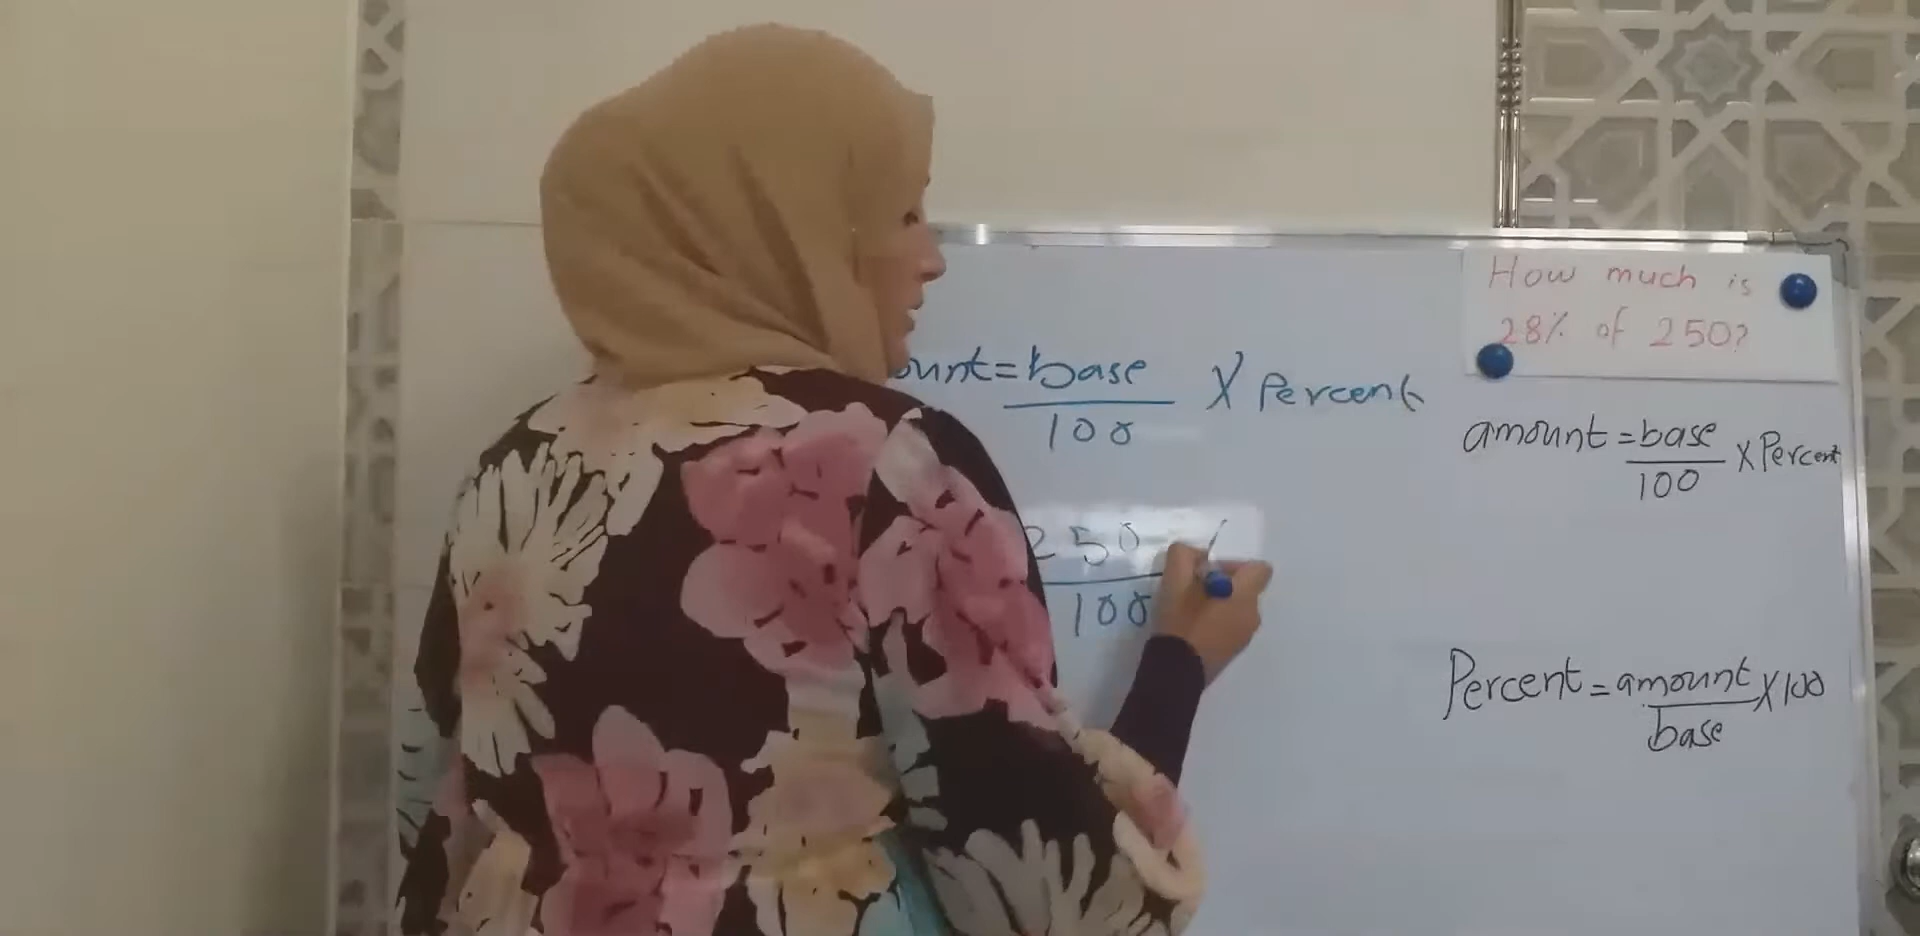 How much is
28% of 250?
ount = base / 100 X Percent
amount = base / 100 X Percent
250 / 100
Percent = amount / base X 100